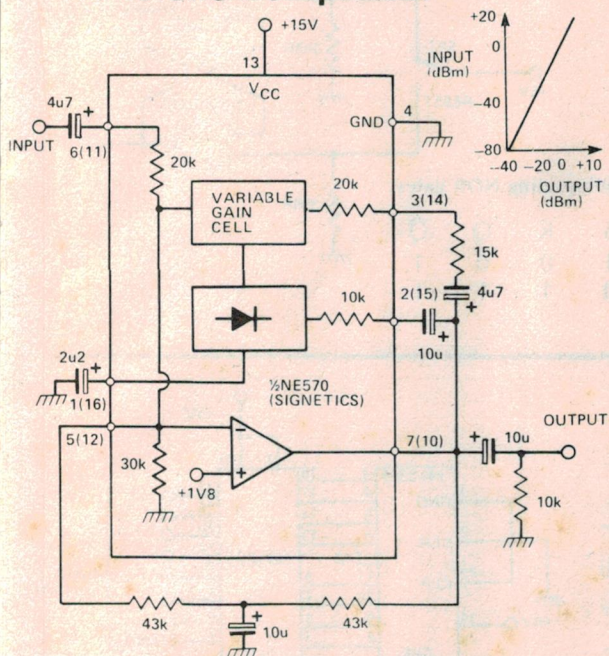 +15V
13
VCC
4u7
+
INPUT
6(11)
20k
GND
4
VARIABLE
GAIN
CELL
20k
3(14)
15k
10k
2(15)
4u7
+
+
10u
2u2
+
1(16)
½NE570
(SIGNETICS)
5(12)
30k
−
+
+1V8
7(10)
+
10u
OUTPUT
10k
43k
+
10u
43k
+20
0
−40
−80
INPUT
(dBm)
--40 −20 0 +10
OUTPUT
(dBm)